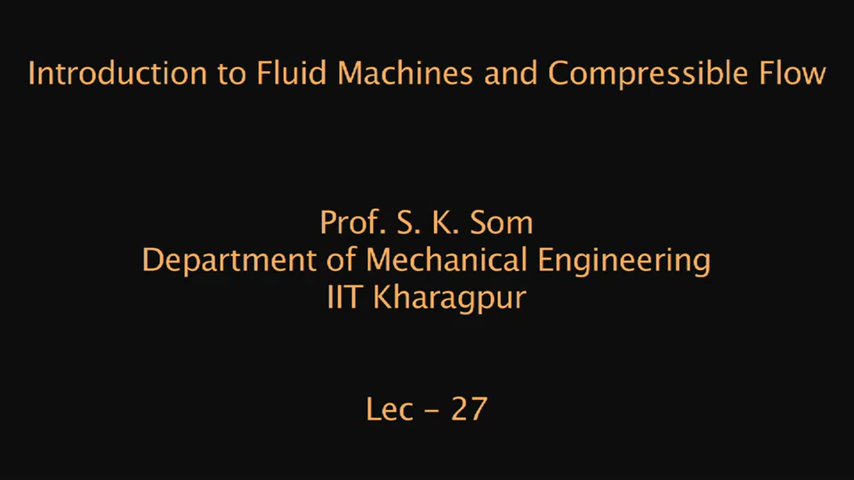 Introduction to Fluid Machines and Compressible Flow
Prof. S. K. Som
Department of Mechanical Engineering
IIT Kharagpur
Lec – 27